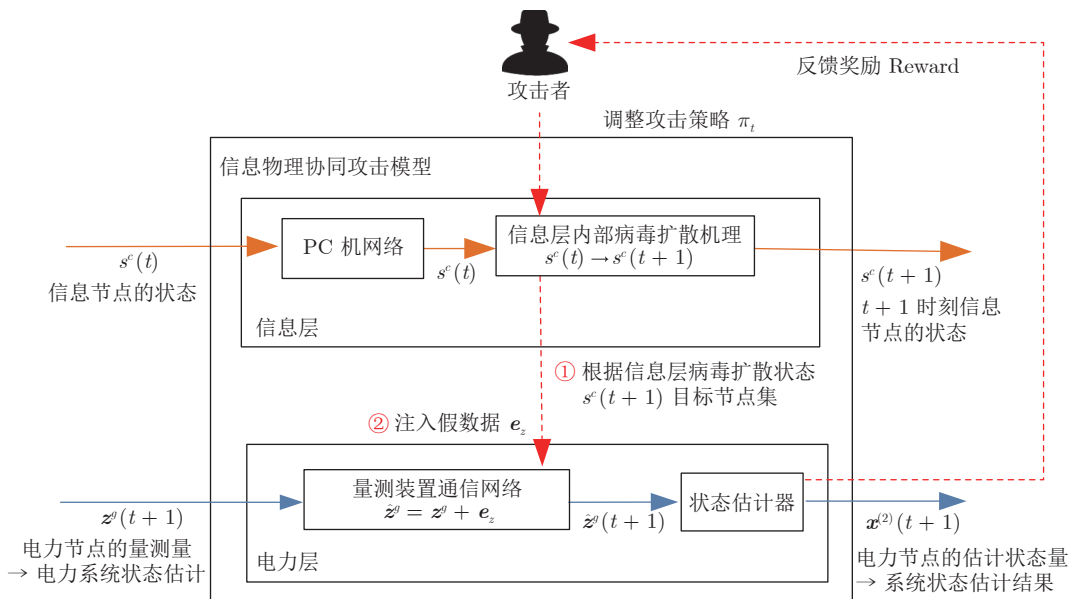 反馈奖励 Reward
攻击者
调整攻击策略 πₜ
信息物理协同攻击模型
PC 机网络
信息层内部病毒扩散机理
sᶜ(t) → sᶜ(t + 1)
sᶜ(t)
信息节点的状态
sᶜ(t)
sᶜ(t + 1)
t + 1 时刻信息
节点的状态
信息层
① 根据信息层病毒扩散状态
sᶜ(t + 1) 目标节点集
② 注入假数据 e_z
量测装置通信网络
ẑᵍ = zᵍ + e_z
状态估计器
zᵍ(t + 1)
电力节点的量测量
→ 电力系统状态估计
ẑᵍ(t + 1)
x⁽²⁾(t + 1)
电力节点的估计状态量
→ 系统状态估计结果
电力层